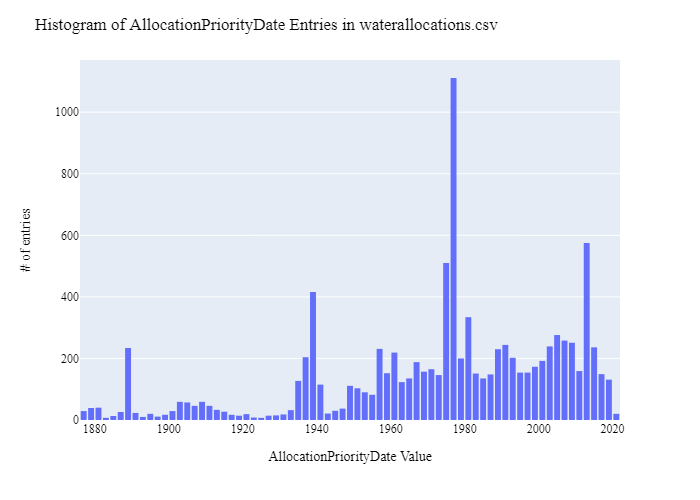 Histogram of AllocationPriorityDate Entries in waterallocations.csv
# of entries
1000
800
600
400
200
0
1880 1900 1920 1940 1960 1980 2000 2020
AllocationPriorityDate Value